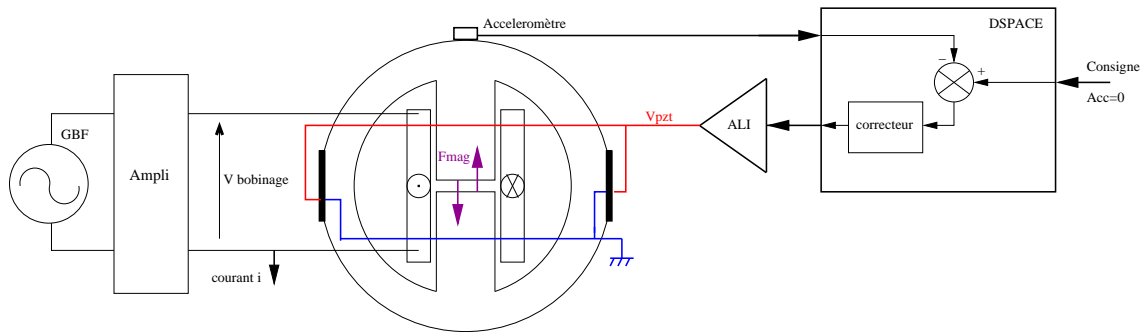 Acceleromètre
DSPACE
−
+
Consigne
Acc=0
GBF
Ampli
V bobinage
Fmag
Vpzt
ALI
correcteur
courant i